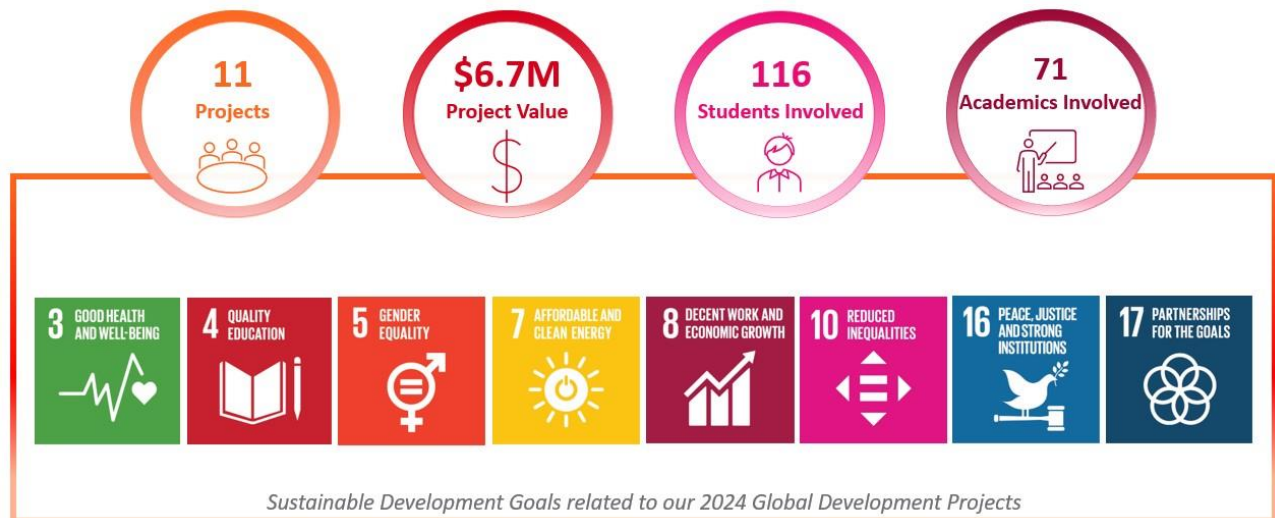 11
Projects
$6.7M
Project Value
116
Students Involved
71
Academics Involved
3 GOOD HEALTH
AND WELL-BEING
4 QUALITY
EDUCATION
5 GENDER
EQUALITY
7 AFFORDABLE AND
CLEAN ENERGY
8 DECENT WORK AND
ECONOMIC GROWTH
10 REDUCED
INEQUALITIES
16 PEACE, JUSTICE
AND STRONG
INSTITUTIONS
17 PARTNERSHIPS
FOR THE GOALS
Sustainable Development Goals related to our 2024 Global Development Projects